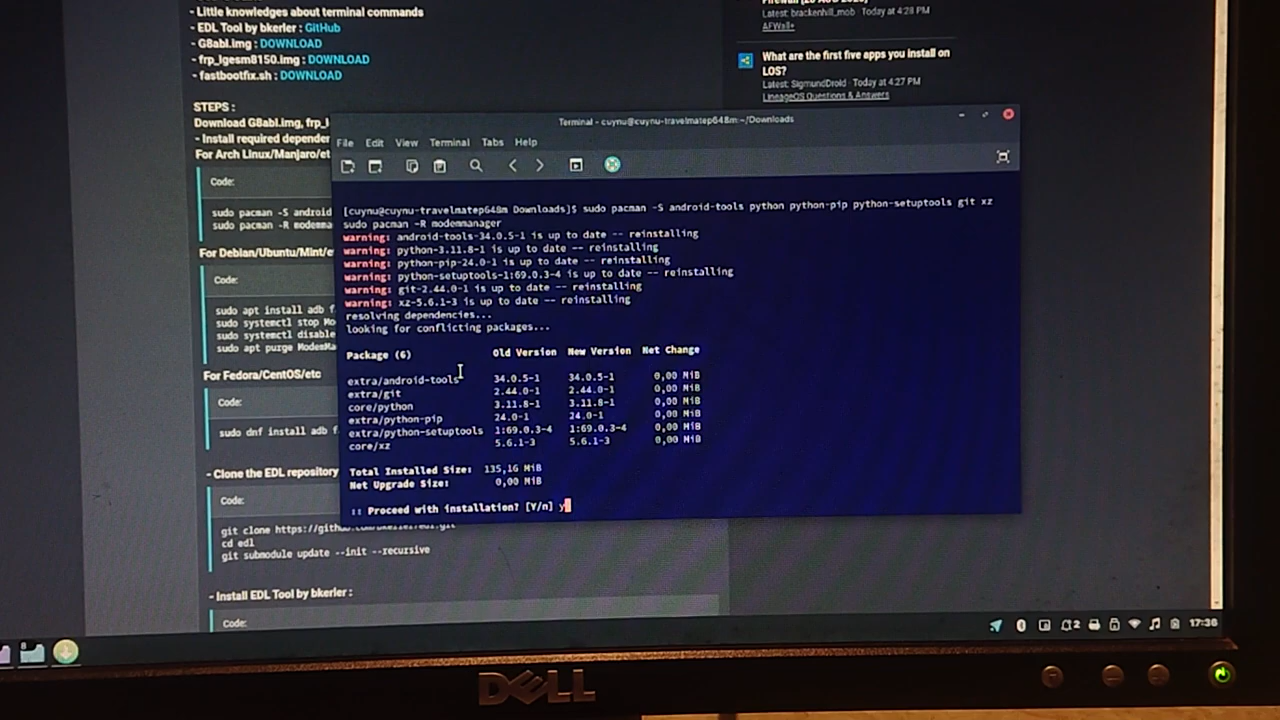 - Little knowledges about terminal commands
- EDL Tool by bkerler : GitHub
- G8abl.img : DOWNLOAD
- frp_lgesm8150.img : DOWNLOAD
- fastbootfix.sh : DOWNLOAD
STEPS :
Download G8abl.img, frp_l
- Install required depender
For Arch Linux/Manjaro/et
Code:
sudo pacman -S android
sudo pacman -R modemma
For Debian/Ubuntu/Mint/e
Code:
sudo apt install adb f
sudo systemctl stop Mo
sudo systemctl disable
sudo apt purge ModemMa
For Fedora/CentOS/etc
Code:
sudo dnf install adb f
- Clone the EDL repository
Code:
git clone https://github.com/bkerler/edl.git
cd edl
git submodule update --init --recursive
- Install EDL Tool by bkerler :
Code:
Latest: brackenhill_mob · Today at 4:28 PM
AFWall+
What are the first five apps you install on
LOS?
Latest: SigmundDroid · Today at 4:27 PM
LineageOS Questions & Answers
Terminal - cuynu@cuynu-travelmatep648m:~/Downloads
File Edit View Terminal Tabs Help
[cuynu@cuynu-travelmatep648m Downloads]$ sudo pacman -S android-tools python python-pip python-setuptools git xz
sudo pacman -R modemmanager
warning: android-tools-34.0.5-1 is up to date -- reinstalling
warning: python-3.11.8-1 is up to date -- reinstalling
warning: python-pip-24.0-1 is up to date -- reinstalling
warning: python-setuptools-1:69.0.3-4 is up to date -- reinstalling
warning: git-2.44.0-1 is up to date -- reinstalling
warning: xz-5.6.1-3 is up to date -- reinstalling
resolving dependencies...
looking for conflicting packages...
Package (6) Old Version New Version Net Change
extra/android-tools 34.0.5-1 34.0.5-1 0,00 MiB
extra/git 2.44.0-1 2.44.0-1 0,00 MiB
core/python 3.11.8-1 3.11.8-1 0,00 MiB
extra/python-pip 24.0-1 24.0-1 0,00 MiB
extra/python-setuptools 1:69.0.3-4 1:69.0.3-4 0,00 MiB
core/xz 5.6.1-3 5.6.1-3 0,00 MiB
Total Installed Size: 135,16 MiB
Net Upgrade Size: 0,00 MiB
:: Proceed with installation? [Y/n] y
2 17:36
DELL